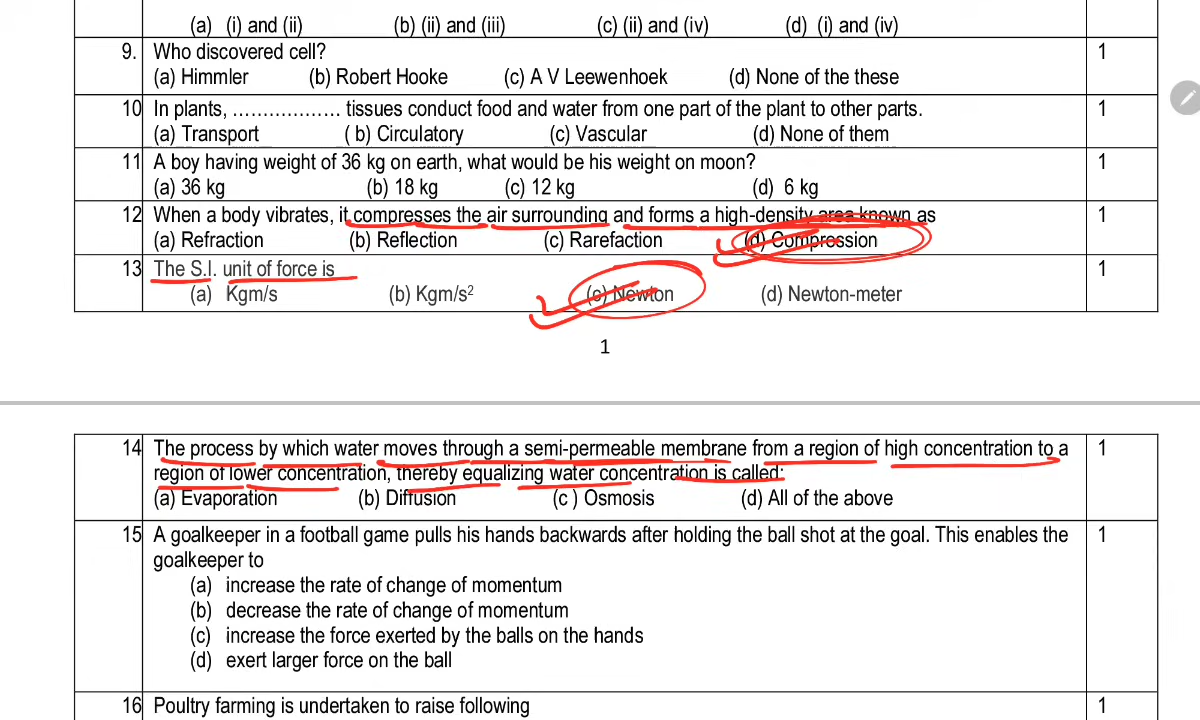 (a) (i) and (ii) (b) (ii) and (iii) (c) (ii) and (iv) (d) (i) and (iv)
9. Who discovered cell? 1
(a) Himmler (b) Robert Hooke (c) A V Leewenhoek (d) None of the these
10 In plants, ……………… tissues conduct food and water from one part of the plant to other parts. 1
(a) Transport ( b) Circulatory (c) Vascular (d) None of them
11 A boy having weight of 36 kg on earth, what would be his weight on moon? 1
(a) 36 kg (b) 18 kg (c) 12 kg (d) 6 kg
12 When a body vibrates, it compresses the air surrounding and forms a high-density area known as 1
(a) Refraction (b) Reflection (c) Rarefaction (d) Compression
13 The S.I. unit of force is 1
(a) Kgm/s (b) Kgm/s² (c) Newton (d) Newton-meter
1
14 The process by which water moves through a semi-permeable membrane from a region of high concentration to a 1
region of lower concentration, thereby equalizing water concentration is called:
(a) Evaporation (b) Diffusion (c ) Osmosis (d) All of the above
15 A goalkeeper in a football game pulls his hands backwards after holding the ball shot at the goal. This enables the 1
goalkeeper to
(a) increase the rate of change of momentum
(b) decrease the rate of change of momentum
(c) increase the force exerted by the balls on the hands
(d) exert larger force on the ball
16 Poultry farming is undertaken to raise following 1